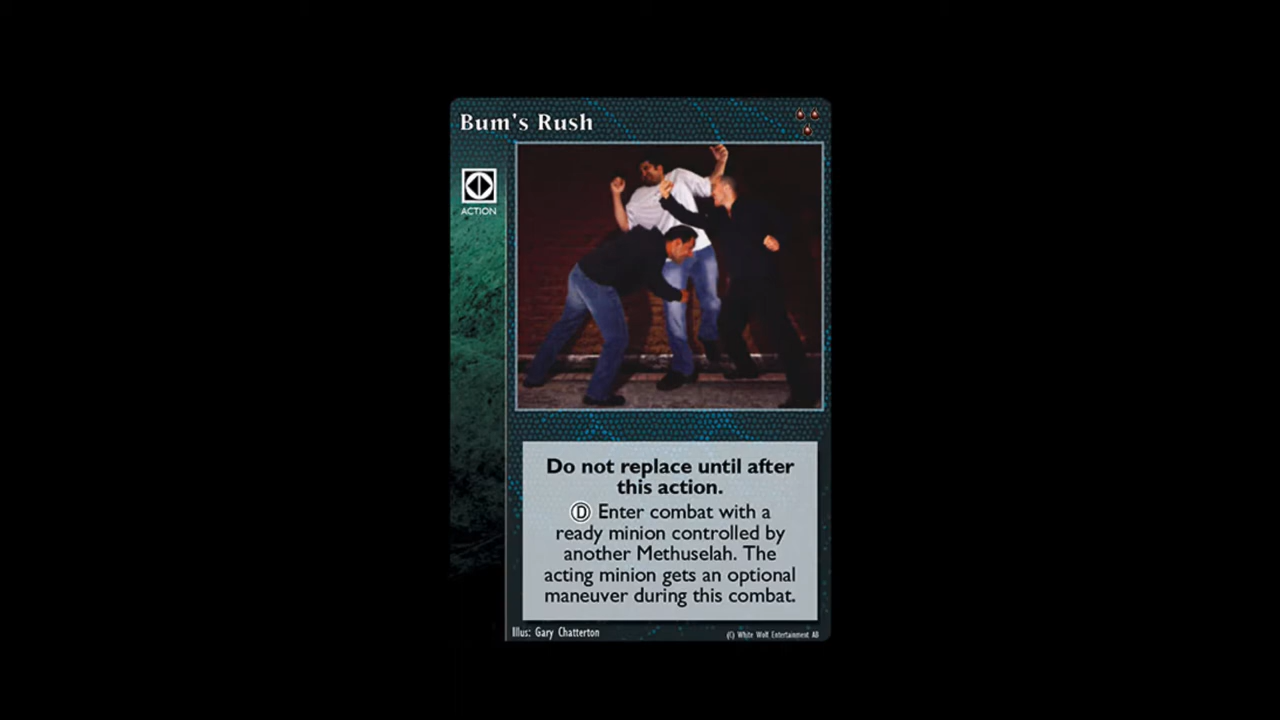 Bum's Rush
ACTION
Do not replace until after
this action.
Ⓓ Enter combat with a
ready minion controlled by
another Methuselah. The
acting minion gets an optional
maneuver during this combat.
Illus: Gary Chatterton
(C) White Wolf Entertainment AB